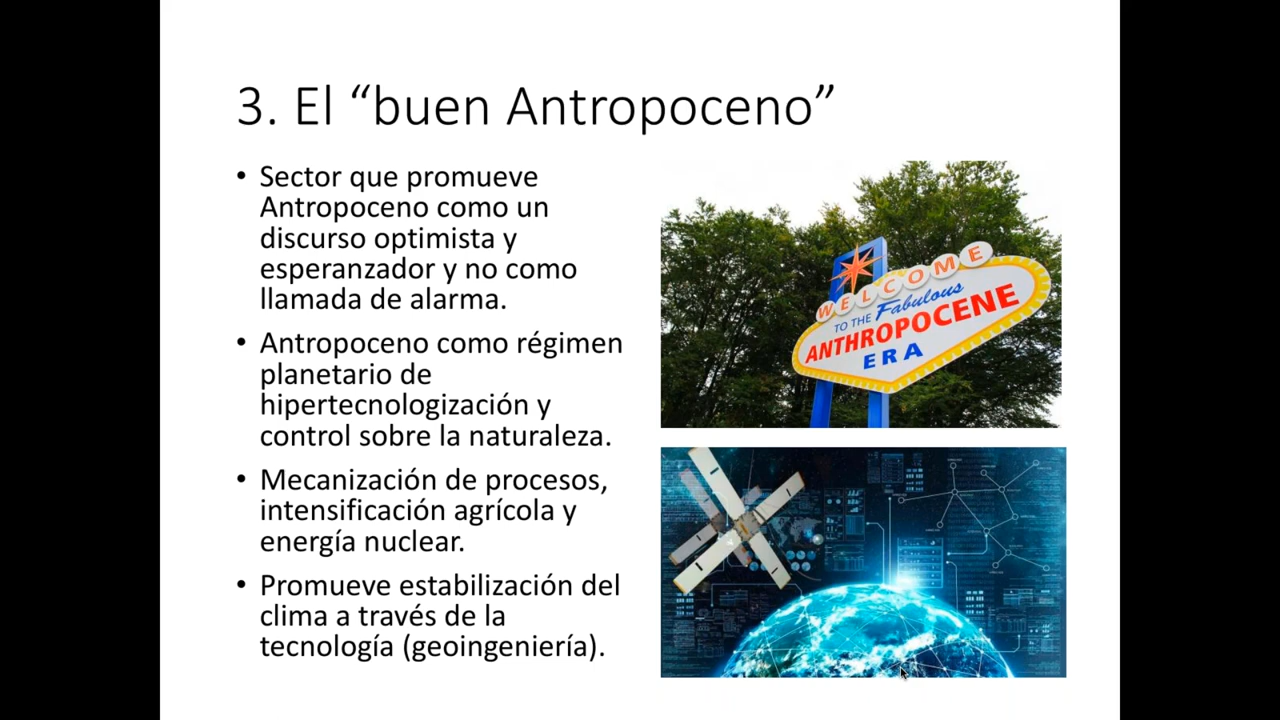 3. El “buen Antropoceno”
• Sector que promueve
Antropoceno como un
discurso optimista y
esperanzador y no como
llamada de alarma.
• Antropoceno como régimen
planetario de
hipertecnologización y
control sobre la naturaleza.
• Mecanización de procesos,
intensificación agrícola y
energía nuclear.
• Promueve estabilización del
clima a través de la
tecnología (geoingeniería).
WELCOME
TO THE Fabulous
ANTHROPOCENE
ERA